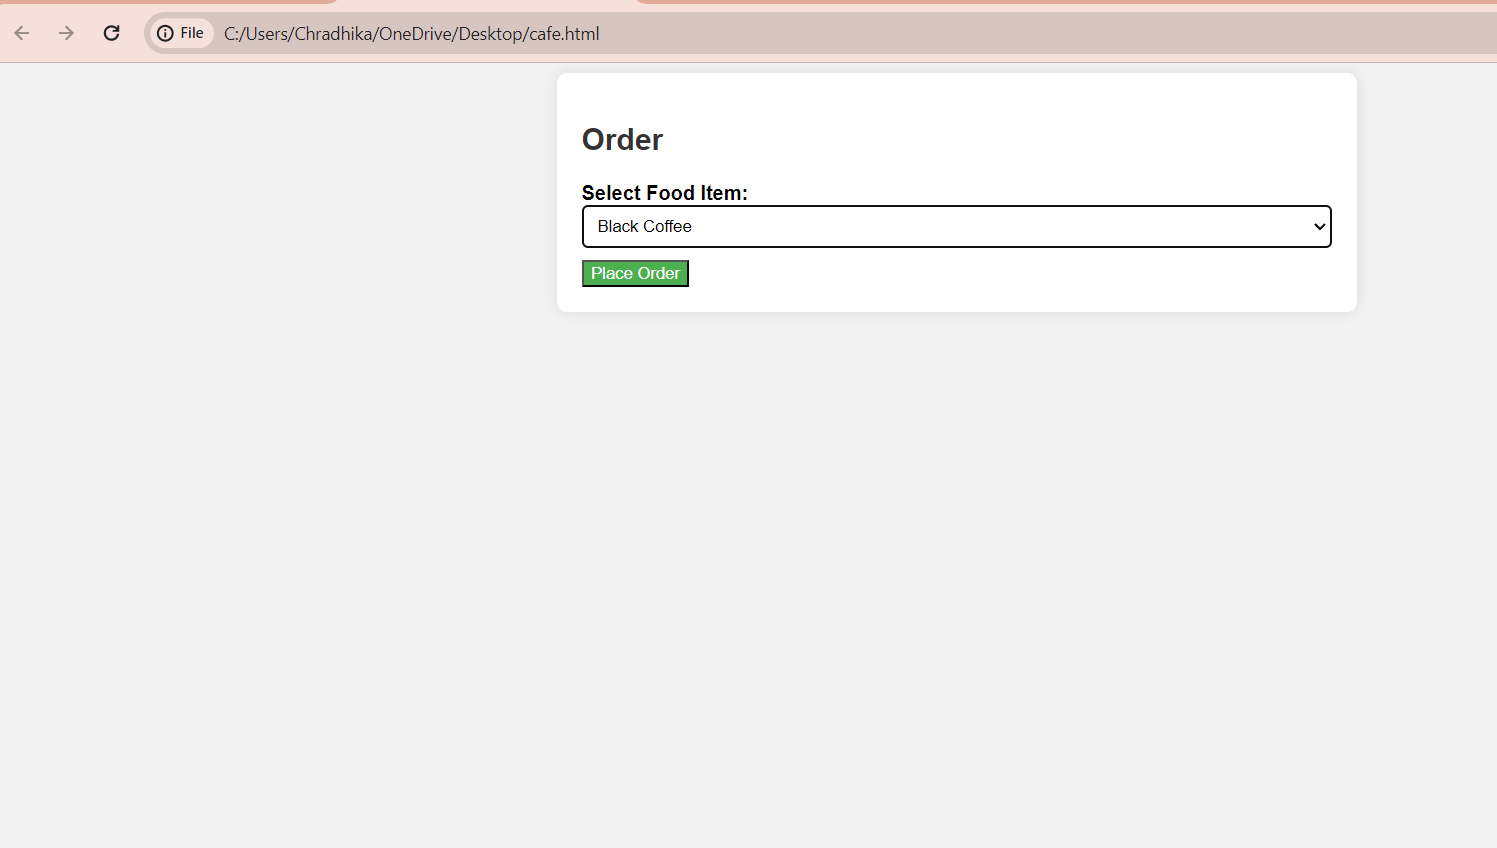 File C:/Users/Chradhika/OneDrive/Desktop/cafe.html
Order
Select Food Item:
Black Coffee
Place Order